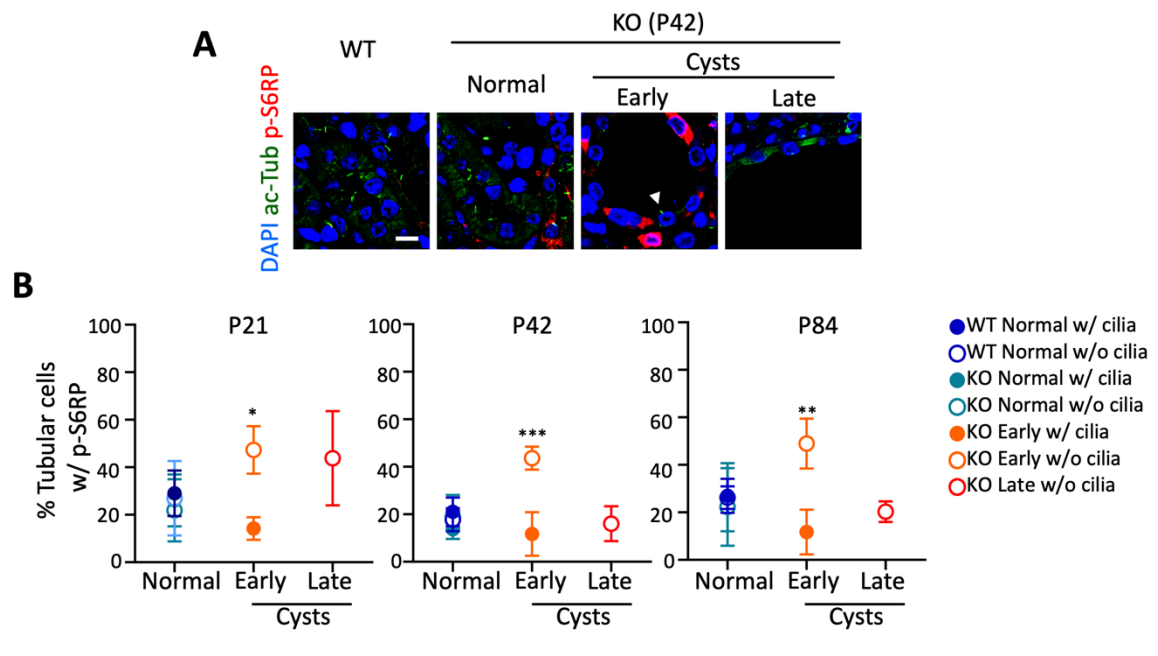 A
WT
KO (P42)
Normal
Cysts
Early
Late
DAPI ac-Tub p-S6RP
B
% Tubular cells
w/ p-S6RP
P21
100
80
60
40
20
0
*
Normal
Early
Late
Cysts
P42
100
80
60
40
20
0
***
Normal
Early
Late
Cysts
P84
100
80
60
40
20
0
**
Normal
Early
Late
Cysts
WT Normal w/ cilia
WT Normal w/o cilia
KO Normal w/ cilia
KO Normal w/o cilia
KO Early w/ cilia
KO Early w/o cilia
KO Late w/o cilia